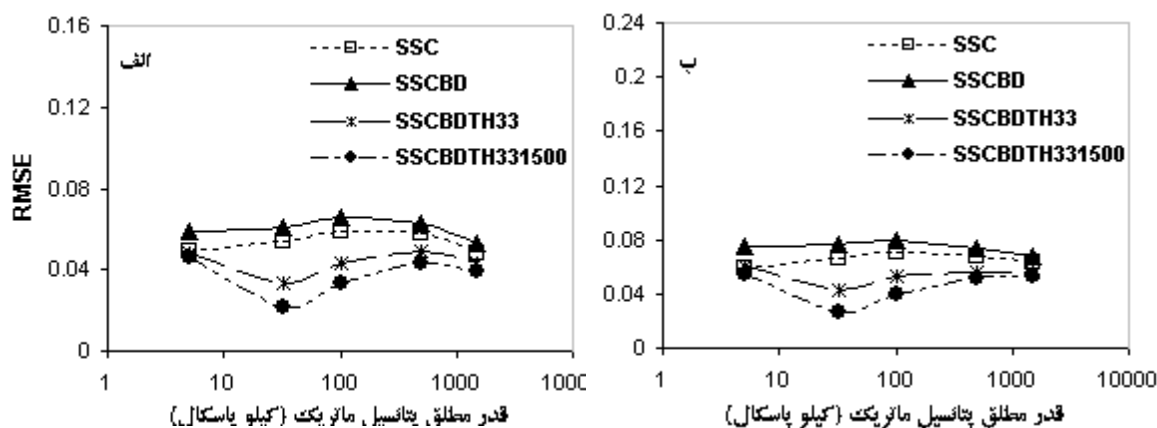 0.16
0.12
0.08
0.04
0
RMSE
الف
SSC
SSCBD
SSCBDTH33
SSCBDTH331500
1 10 100 1000 1000
قدر مطلق پتانسیل ماتریک (کیلو پاسکال)
0.24
0.2
0.16
0.12
0.08
0.04
0
ب
SSC
SSCBD
SSCBDTH33
SSCBDTH331500
1 10 100 1000 10000
قدر مطلق پتانسیل ماتریک (کیلو پاسکال)